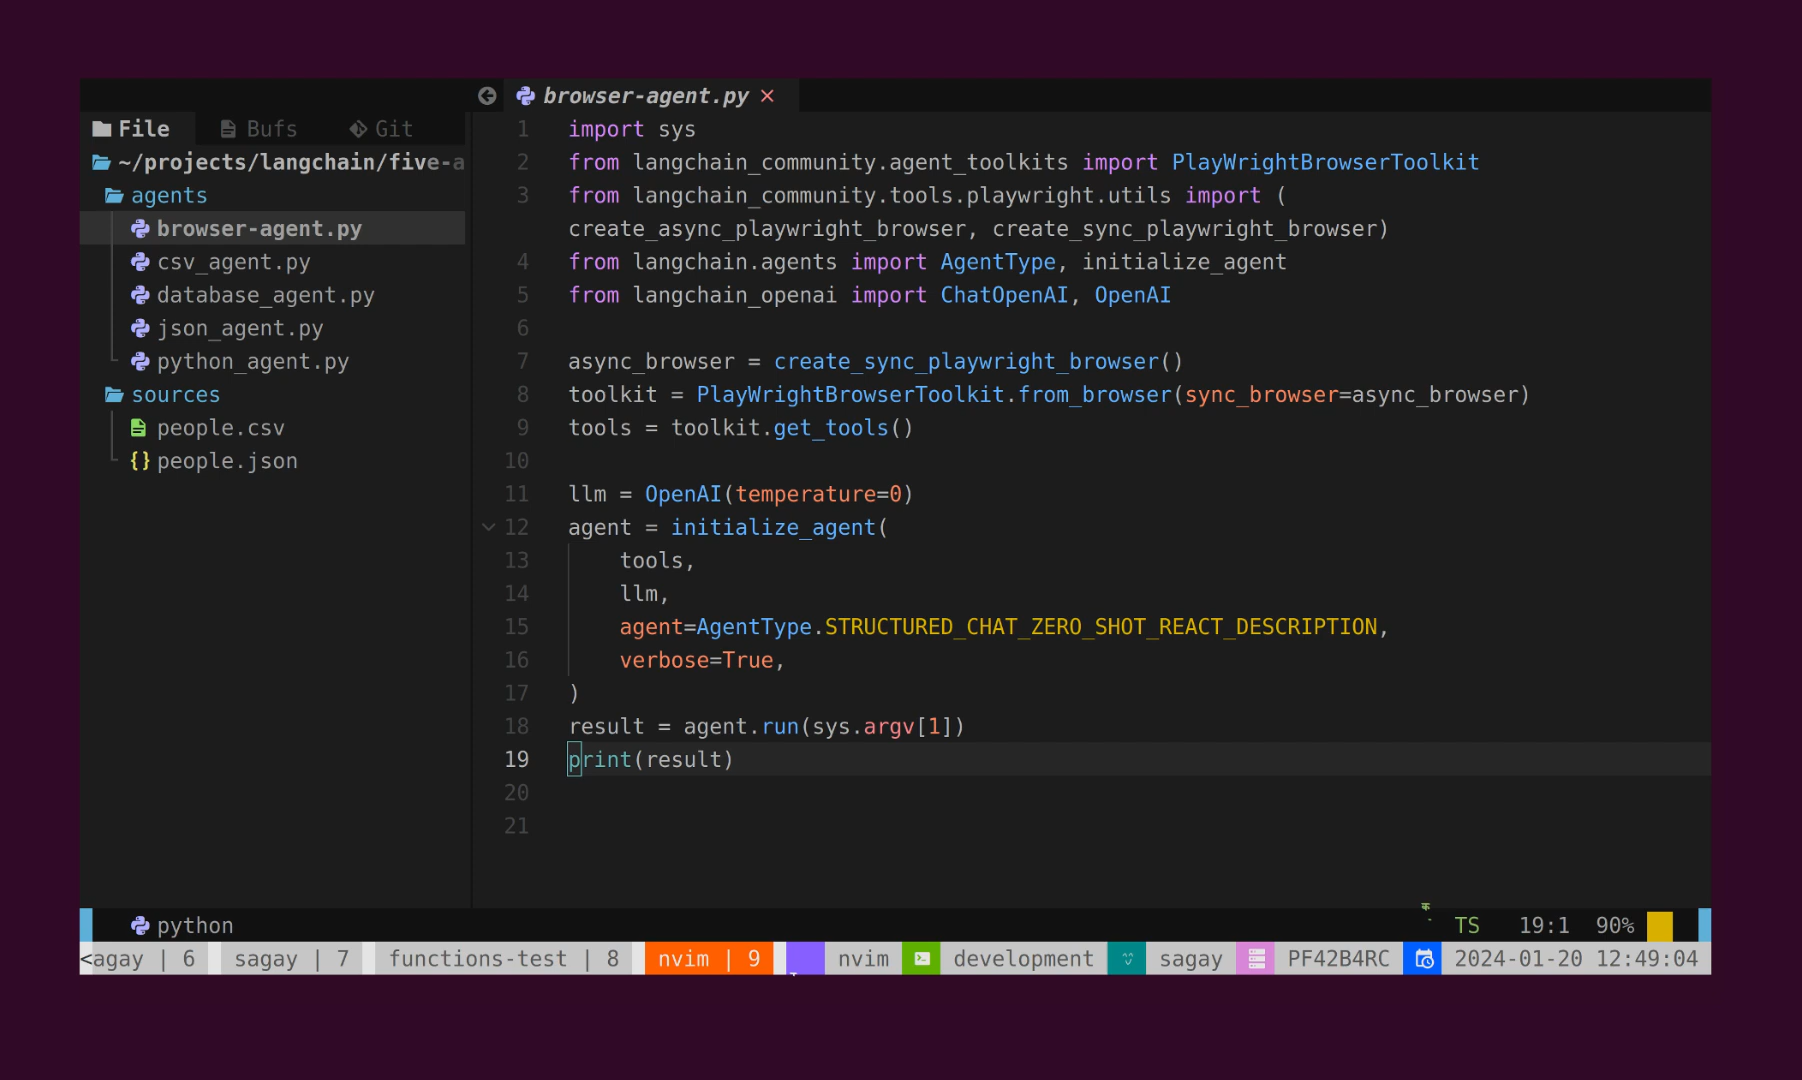 browser-agent.py ×
File Bufs Git
~/projects/langchain/five-a
agents
browser-agent.py
csv_agent.py
database_agent.py
json_agent.py
python_agent.py
sources
people.csv
{} people.json
1 import sys
2 from langchain_community.agent_toolkits import PlayWrightBrowserToolkit
3 from langchain_community.tools.playwright.utils import (
create_async_playwright_browser, create_sync_playwright_browser)
4 from langchain.agents import AgentType, initialize_agent
5 from langchain_openai import ChatOpenAI, OpenAI
6
7 async_browser = create_sync_playwright_browser()
8 toolkit = PlayWrightBrowserToolkit.from_browser(sync_browser=async_browser)
9 tools = toolkit.get_tools()
10
11 llm = OpenAI(temperature=0)
12 agent = initialize_agent(
13 tools,
14 llm,
15 agent=AgentType.STRUCTURED_CHAT_ZERO_SHOT_REACT_DESCRIPTION,
16 verbose=True,
17 )
18 result = agent.run(sys.argv[1])
19 print(result)
20
21
python TS 19:1 90%
<agay | 6 sagay | 7 functions-test | 8 nvim | 9 nvim development sagay PF42B4RC 2024-01-20 12:49:04